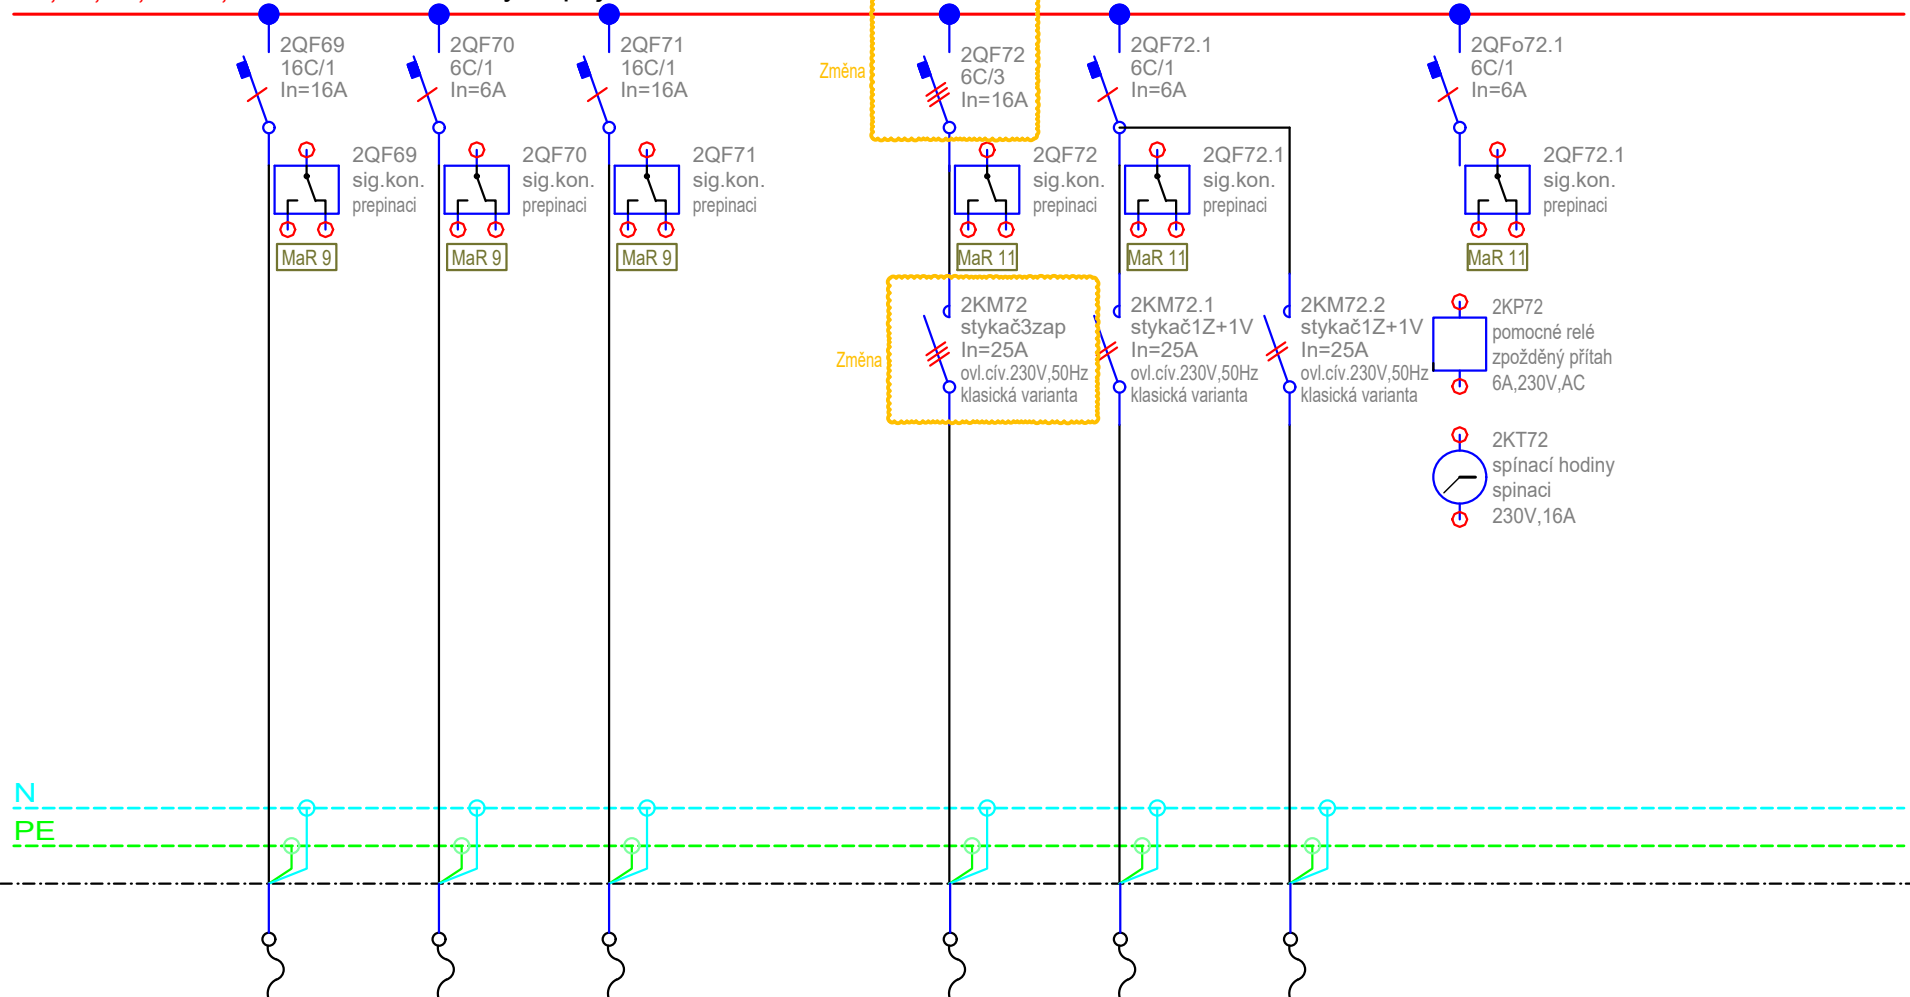 2QF69
16C/1
In=16A
2QF70
6C/1
In=6A
2QF71
16C/1
In=16A
Změna
2QF72
6C/3
In=16A
2QF72.1
6C/1
In=6A
2QFo72.1
6C/1
In=6A
2QF69
sig.kon.
prepinaci
MaR 9
2QF70
sig.kon.
prepinaci
MaR 9
2QF71
sig.kon.
prepinaci
MaR 9
2QF72
sig.kon.
prepinaci
MaR 11
2QF72.1
sig.kon.
prepinaci
MaR 11
2QF72.1
sig.kon.
prepinaci
MaR 11
Změna
2KM72
stykač3zap
In=25A
ovl.cív.230V,50Hz
klasická varianta
2KM72.1
stykač1Z+1V
In=25A
ovl.cív.230V,50Hz
klasická varianta
2KM72.2
stykač1Z+1V
In=25A
ovl.cív.230V,50Hz
klasická varianta
2KP72
pomocné relé
zpožděný přítah
6A,230V,AC
2KT72
spínací hodiny
spinaci
230V,16A
N
PE